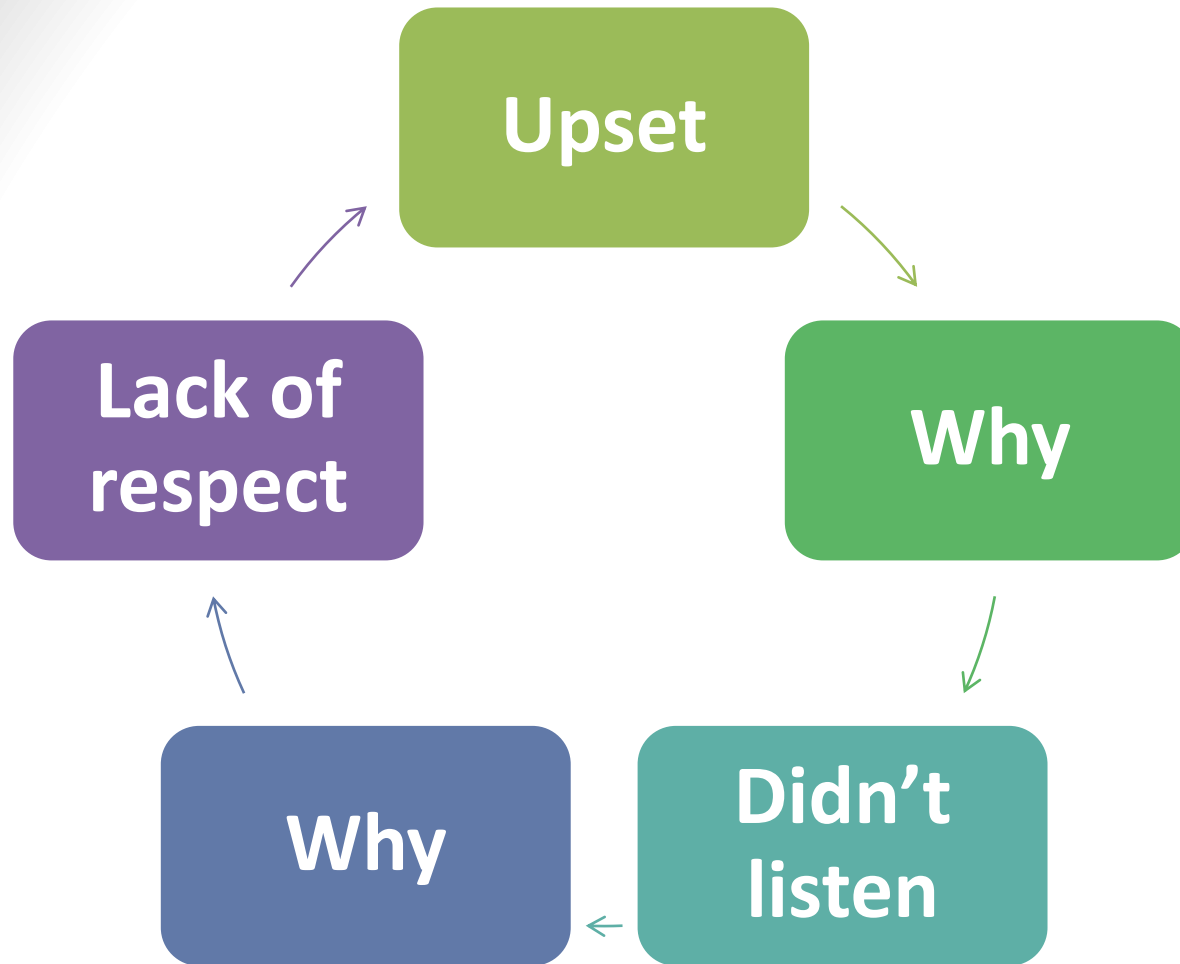 Upset
Why
Didn’t
listen
Why
Lack of
respect